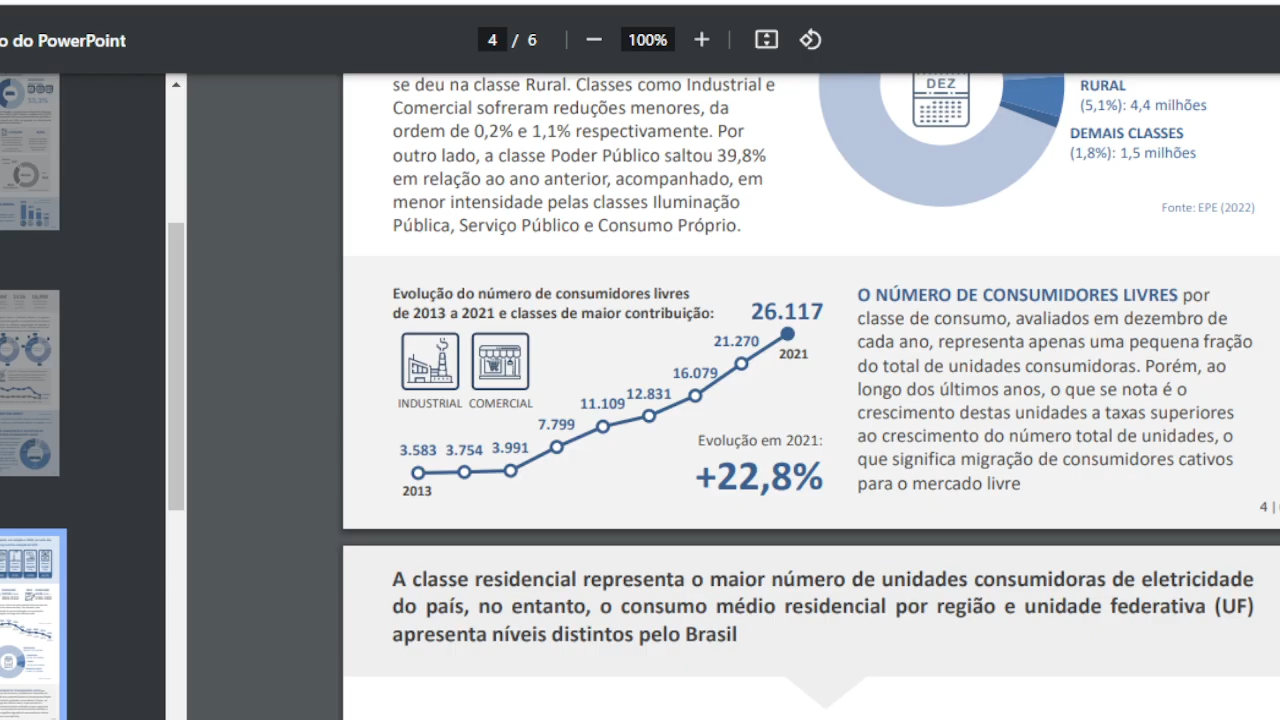 o do PowerPoint
4 / 6
100%
se deu na classe Rural. Classes como Industrial e
Comercial sofreram reduções menores, da
ordem de 0,2% e 1,1% respectivamente. Por
outro lado, a classe Poder Público saltou 39,8%
em relação ao ano anterior, acompanhado, em
menor intensidade pelas classes Iluminação
Pública, Serviço Público e Consumo Próprio.
DEZ
RURAL
(5,1%): 4,4 milhões
DEMAIS CLASSES
(1,8%): 1,5 milhões
Fonte: EPE (2022)
Evolução do número de consumidores livres
de 2013 a 2021 e classes de maior contribuição:
INDUSTRIAL COMERCIAL
3.583
3.754
3.991
7.799
11.109
12.831
16.079
21.270
26.117
2013
2021
Evolução em 2021:
+22,8%
O NÚMERO DE CONSUMIDORES LIVRES por
classe de consumo, avaliados em dezembro de
cada ano, representa apenas uma pequena fração
do total de unidades consumidoras. Porém, ao
longo dos últimos anos, o que se nota é o
crescimento destas unidades a taxas superiores
ao crescimento do número total de unidades, o
que significa migração de consumidores cativos
para o mercado livre
4 |
A classe residencial representa o maior número de unidades consumidoras de eletricidade
do país, no entanto, o consumo médio residencial por região e unidade federativa (UF)
apresenta níveis distintos pelo Brasil